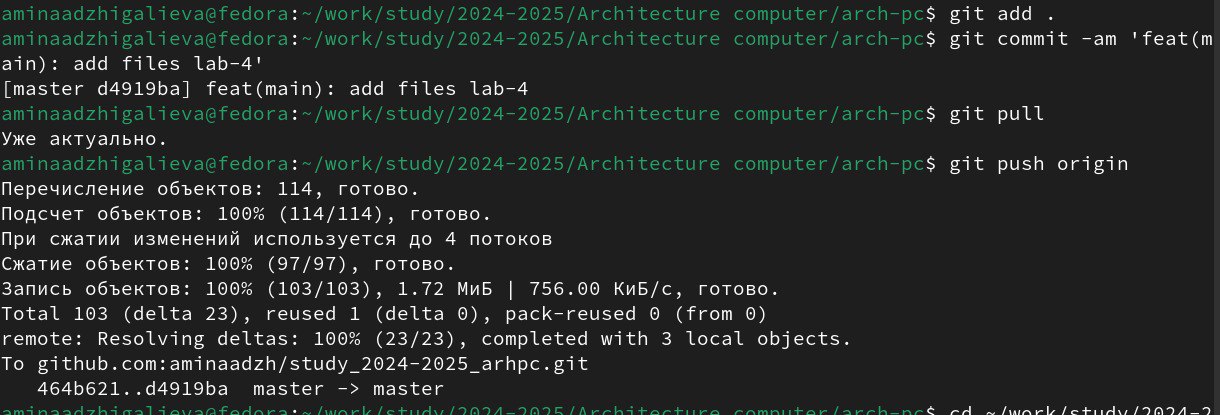 aminaadzhigalieva@fedora:~/work/study/2024-2025/Architecture computer/arch-pc$ git add .
aminaadzhigalieva@fedora:~/work/study/2024-2025/Architecture computer/arch-pc$ git commit -am 'feat(m
ain): add files lab-4'
[master d4919ba] feat(main): add files lab-4
aminaadzhigalieva@fedora:~/work/study/2024-2025/Architecture computer/arch-pc$ git pull
Уже актуально.
aminaadzhigalieva@fedora:~/work/study/2024-2025/Architecture computer/arch-pc$ git push origin
Перечисление объектов: 114, готово.
Подсчет объектов: 100% (114/114), готово.
При сжатии изменений используется до 4 потоков
Сжатие объектов: 100% (97/97), готово.
Запись объектов: 100% (103/103), 1.72 МиБ | 756.00 КиБ/с, готово.
Total 103 (delta 23), reused 1 (delta 0), pack-reused 0 (from 0)
remote: Resolving deltas: 100% (23/23), completed with 3 local objects.
To github.com:aminaadzh/study_2024-2025_arhpc.git
   464b621..d4919ba  master -> master
aminaadzhigalieva@fedora:~/work/study/2024-2025/Architecture computer/arch-pc$ cd ~/work/study/2024-2